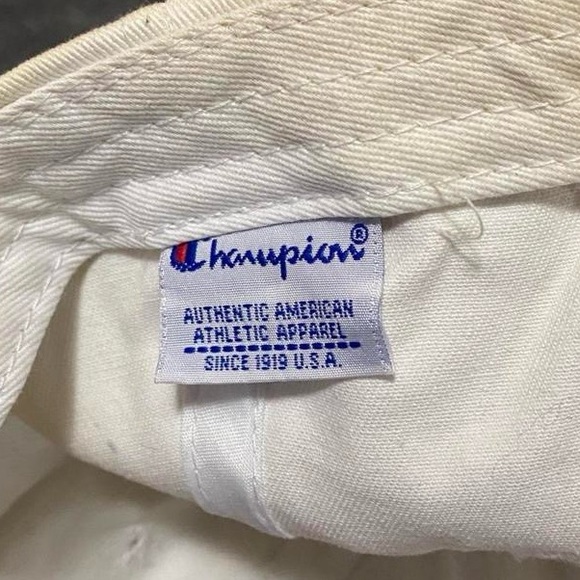 Champion®
AUTHENTIC AMERICAN
ATHLETIC APPAREL
SINCE 1919 U.S.A.